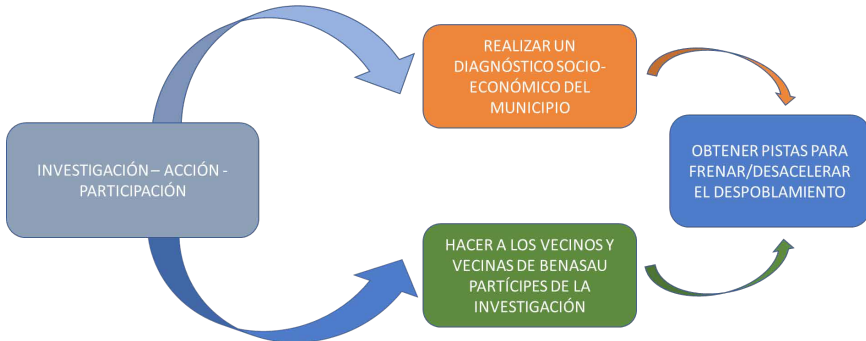 INVESTIGACIÓN – ACCIÓN -
PARTICIPACIÓN
REALIZAR UN
DIAGNÓSTICO SOCIO-
ECONÓMICO DEL
MUNICIPIO
HACER A LOS VECINOS Y
VECINAS DE BENASAU
PARTÍCIPES DE LA
INVESTIGACIÓN
OBTENER PISTAS PARA
FRENAR/DESACELERAR
EL DESPOBLAMIENTO